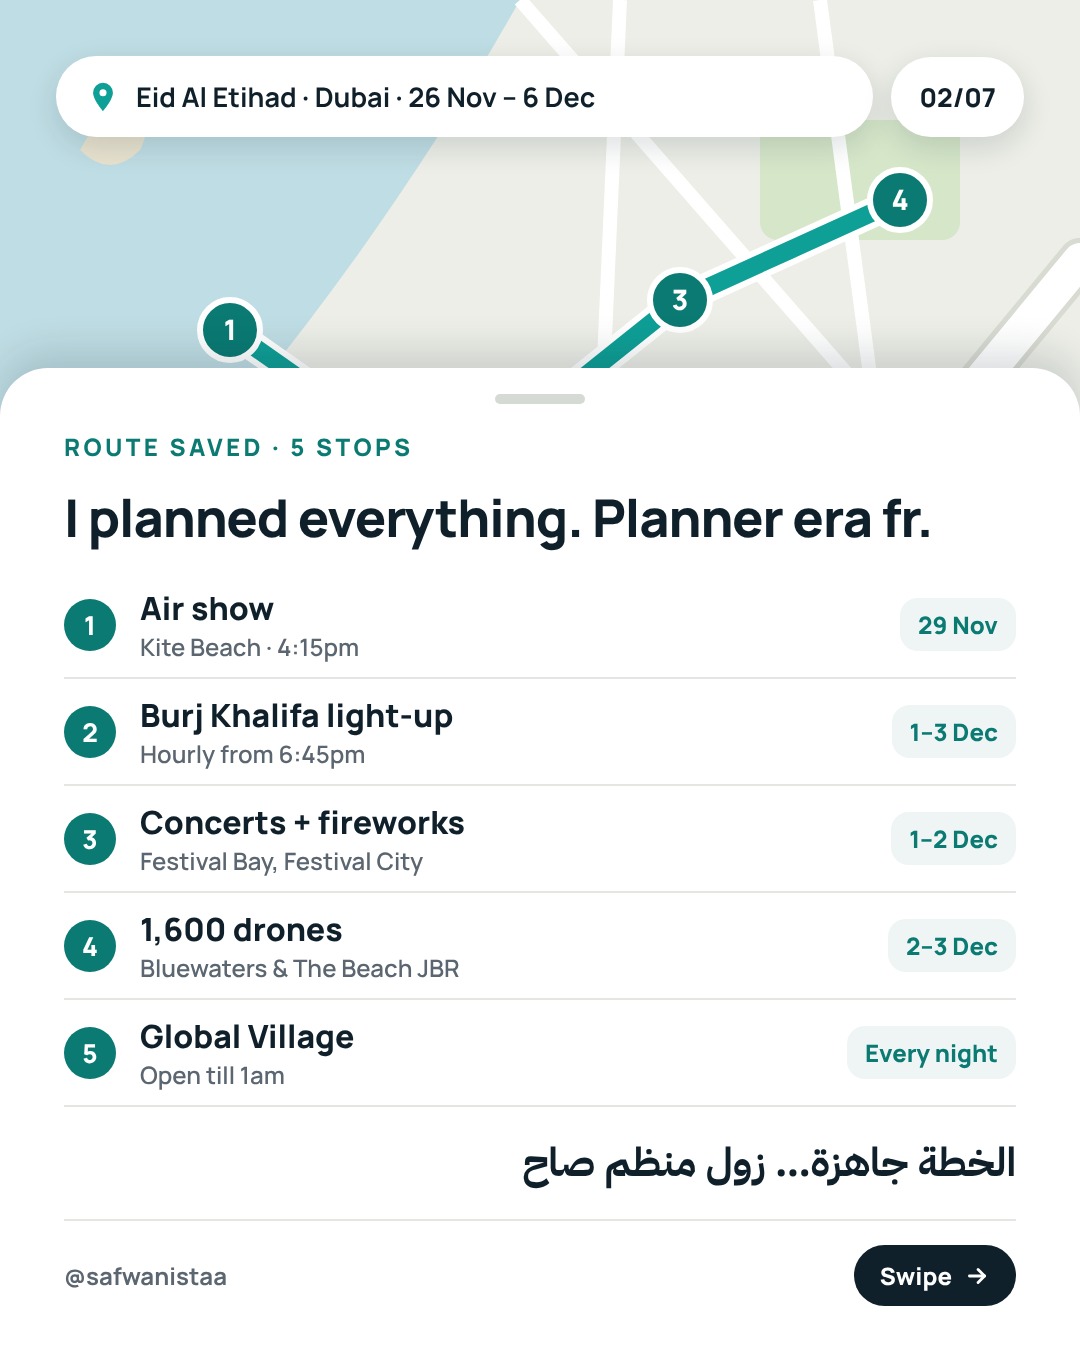 Eid Al Etihad · Dubai · 26 Nov – 6 Dec
02/07
4
3
1
ROUTE SAVED · 5 STOPS
I planned everything. Planner era fr.
1
Air show
Kite Beach · 4:15pm
29 Nov
2
Burj Khalifa light-up
Hourly from 6:45pm
1–3 Dec
3
Concerts + fireworks
Festival Bay, Festival City
1–2 Dec
4
1,600 drones
Bluewaters & The Beach JBR
2–3 Dec
5
Global Village
Open till 1am
Every night
الخطة جاهزة... زول منظم صاح
@safwanistaa
Swipe →